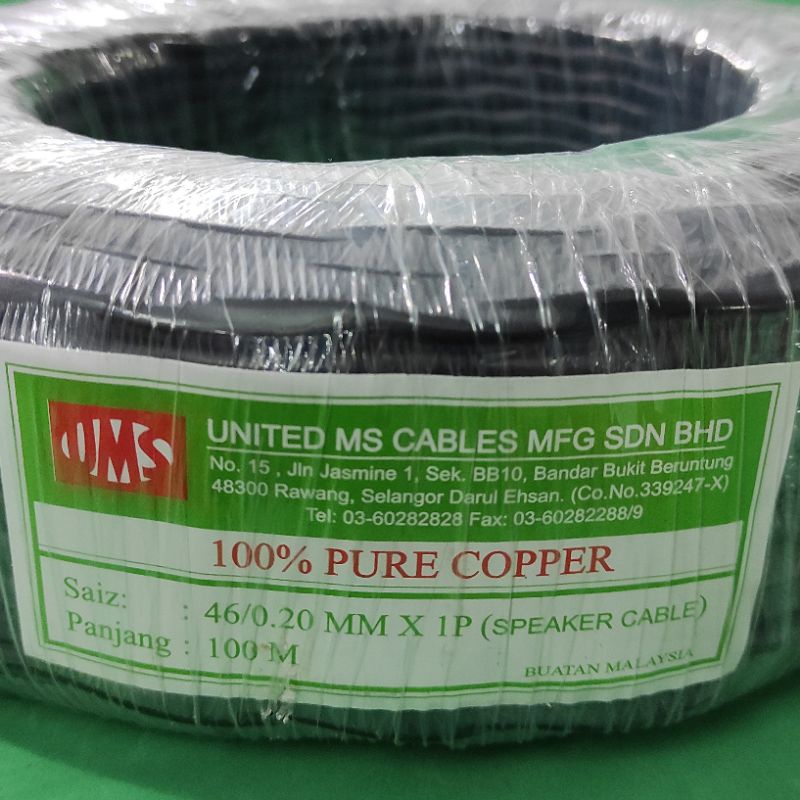 UMS
UNITED MS CABLES MFG SDN BHD
No. 15 , Jln Jasmine 1, Sek. BB10, Bandar Bukit Beruntung
48300 Rawang, Selangor Darul Ehsan. (Co.No.339247-X)
Tel: 03-60282828 Fax: 03-60282288/9
100% PURE COPPER
Saiz: : 46/0.20 MM X 1P (SPEAKER CABLE)
Panjang : 100 M
BUATAN MALAYSIA